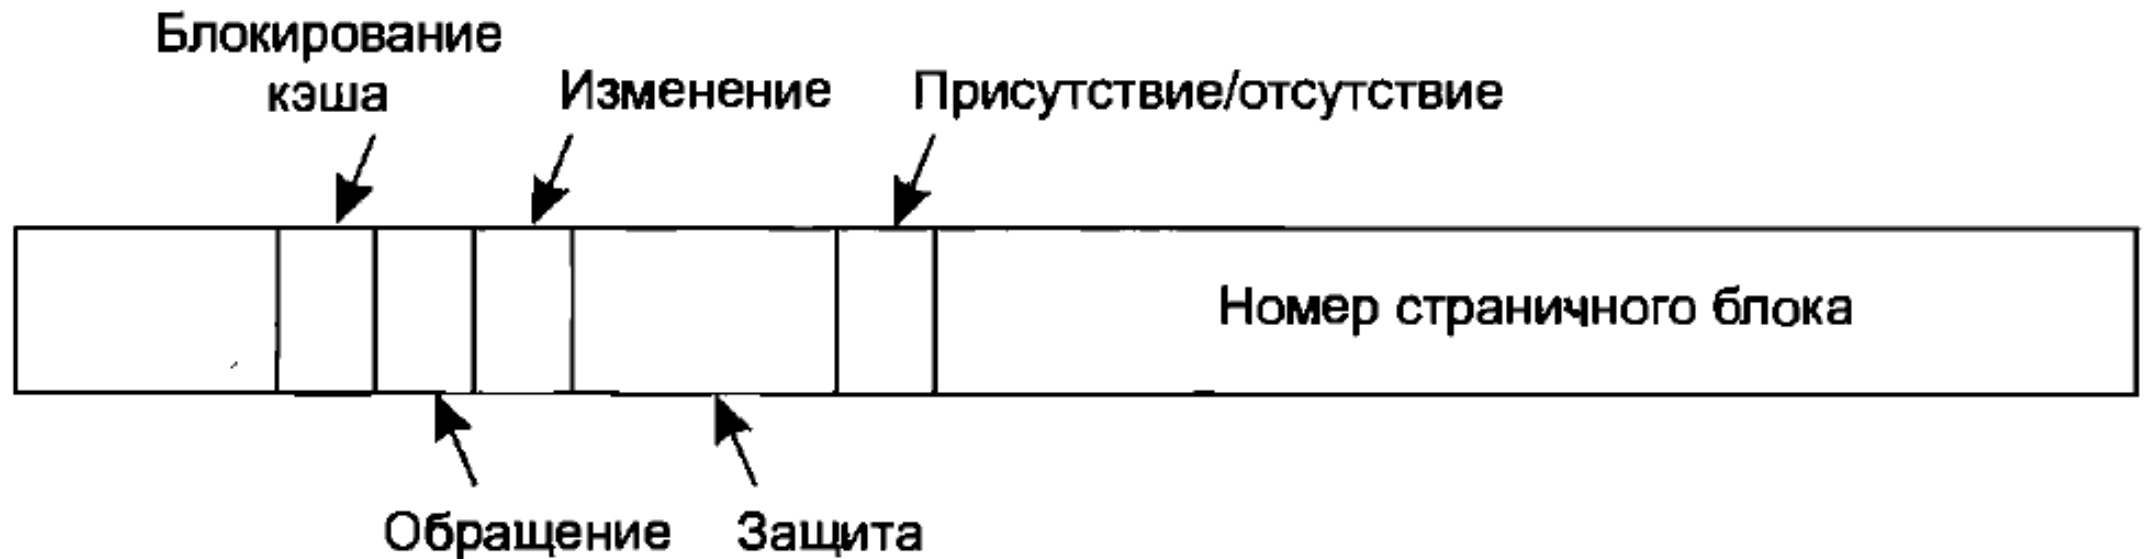 Блокирование
кэша
Изменение
Присутствие/отсутствие
Номер страничного блока
Обращение
Защита